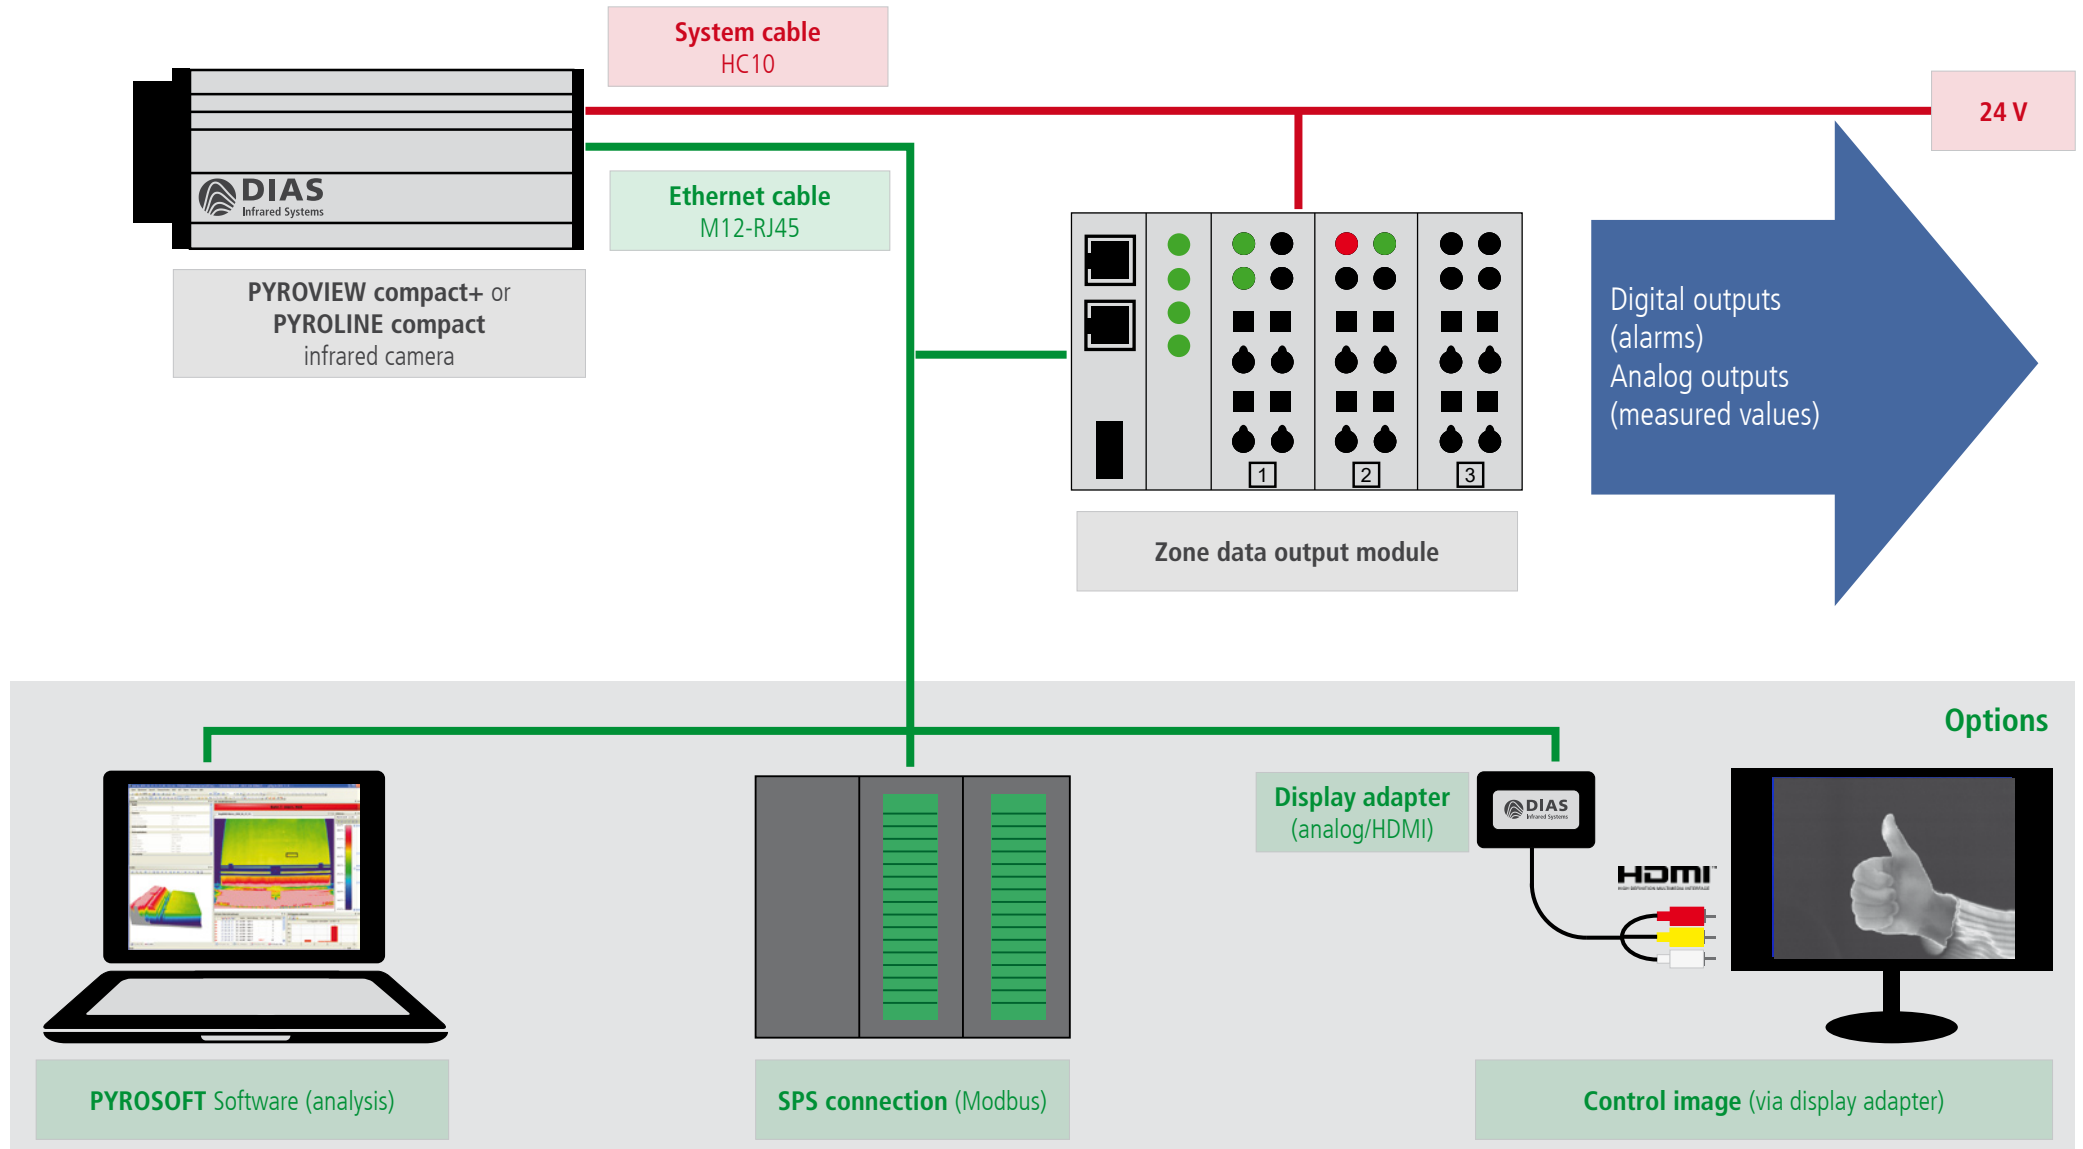 System cable
HC10
24 V
Ethernet cable
M12-RJ45
DIAS
Infrared Systems
PYROVIEW compact+ or
PYROLINE compact
infrared camera
1
2
3
Zone data output module
Digital outputs
(alarms)
Analog outputs
(measured values)
Options
Display adapter
(analog/HDMI)
DIAS
Infrared Systems
HDMI
PYROSOFT Software (analysis)
SPS connection (Modbus)
Control image (via display adapter)